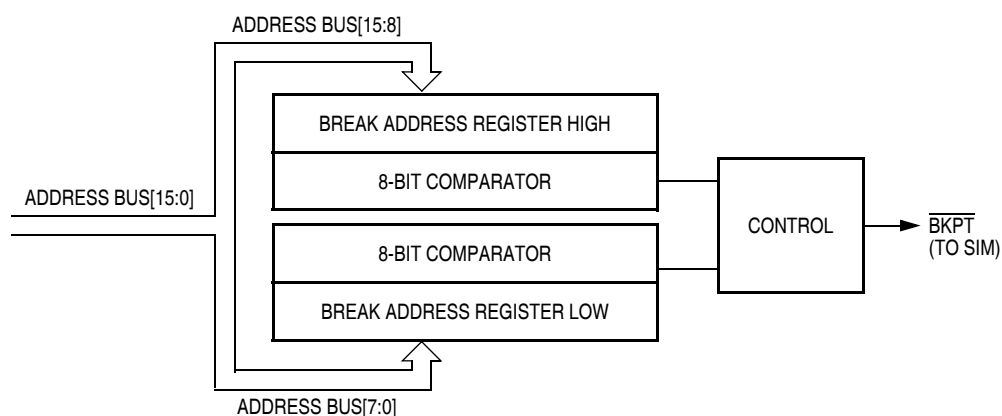 ADDRESS BUS[15:8]
BREAK ADDRESS REGISTER HIGH
8-BIT COMPARATOR
ADDRESS BUS[15:0]
CONTROL
BKPT
(TO SIM)
8-BIT COMPARATOR
BREAK ADDRESS REGISTER LOW
ADDRESS BUS[7:0]